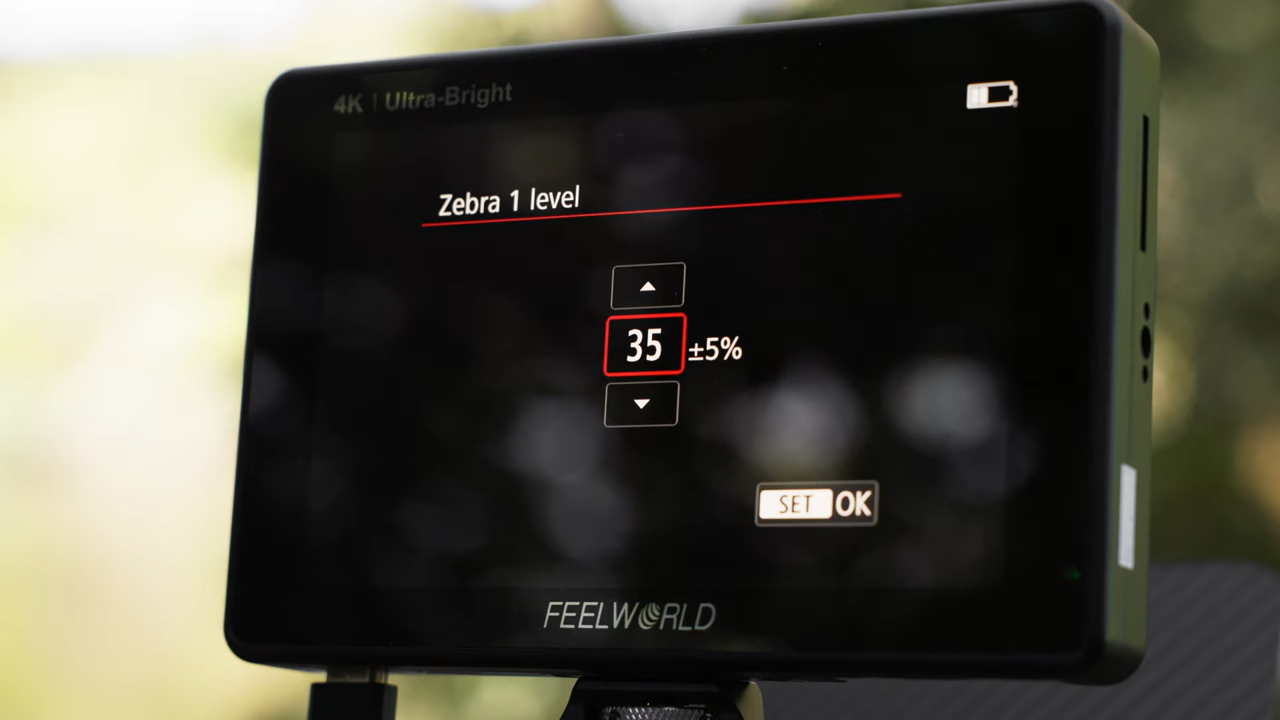 4K | Ultra-Bright
Zebra 1 level
35 ±5%
SET OK
FEELWORLD